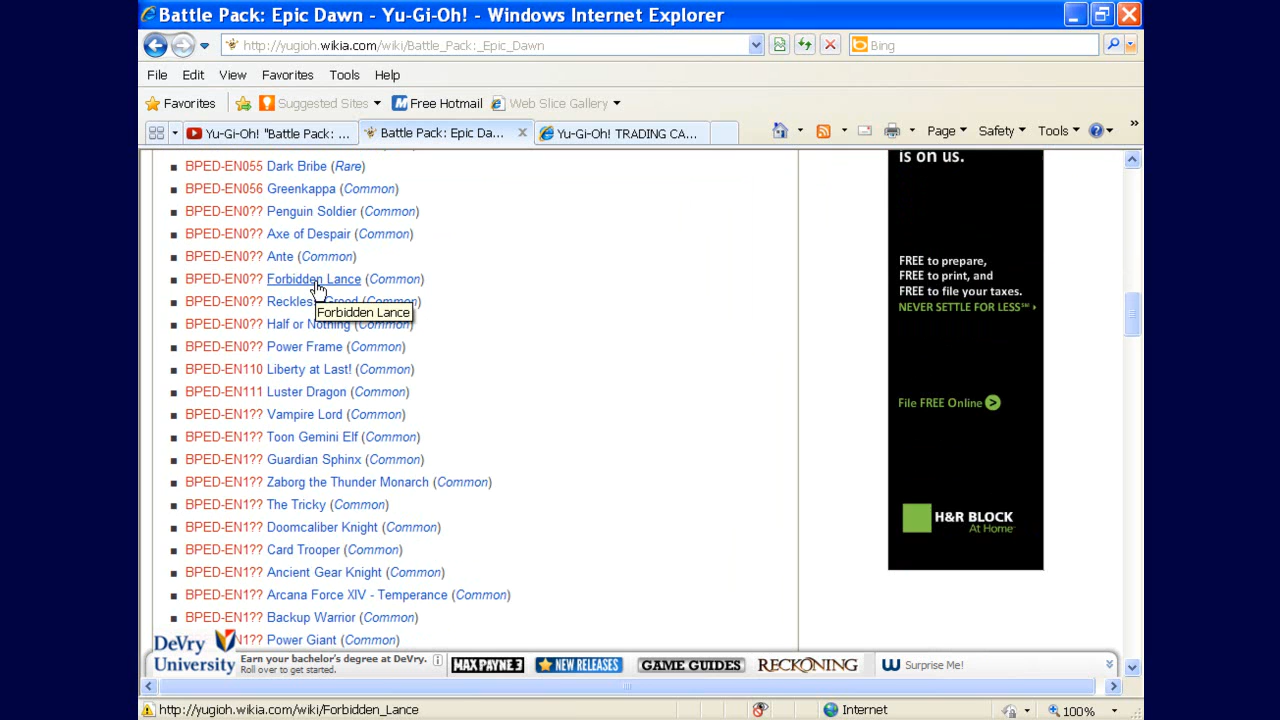 Battle Pack: Epic Dawn - Yu-Gi-Oh! - Windows Internet Explorer
http://yugioh.wikia.com/wiki/Battle_Pack:_Epic_Dawn
Bing
File Edit View Favorites Tools Help
Favorites Suggested Sites Free Hotmail Web Slice Gallery
Yu-Gi-Oh! "Battle Pack: ... Battle Pack: Epic Da... Yu-Gi-Oh! TRADING CA... Page Safety Tools »
BPED-EN055 Dark Bribe (Rare)
BPED-EN056 Greenkappa (Common)
BPED-EN0?? Penguin Soldier (Common)
BPED-EN0?? Axe of Despair (Common)
BPED-EN0?? Ante (Common)
BPED-EN0?? Forbidden Lance (Common)
BPED-EN0?? Reckless Greed (Common)
Forbidden Lance
BPED-EN0?? Half or Nothing (Common)
BPED-EN0?? Power Frame (Common)
BPED-EN110 Liberty at Last! (Common)
BPED-EN111 Luster Dragon (Common)
BPED-EN1?? Vampire Lord (Common)
BPED-EN1?? Toon Gemini Elf (Common)
BPED-EN1?? Guardian Sphinx (Common)
BPED-EN1?? Zaborg the Thunder Monarch (Common)
BPED-EN1?? The Tricky (Common)
BPED-EN1?? Doomcaliber Knight (Common)
BPED-EN1?? Card Trooper (Common)
BPED-EN1?? Ancient Gear Knight (Common)
BPED-EN1?? Arcana Force XIV - Temperance (Common)
BPED-EN1?? Backup Warrior (Common)
1?? Power Giant (Common)
is on us.
FREE to prepare,
FREE to print, and
FREE to file your taxes.
NEVER SETTLE FOR LESS℠
File FREE Online
H&R BLOCK
At Home
DeVry
University
Earn your bachelor's degree at DeVry.
Roll over to get started.
MAX PAYNE 3 NEW RELEASES GAME GUIDES RECKONING W Surprise Me!
http://yugioh.wikia.com/wiki/Forbidden_Lance Internet 100%